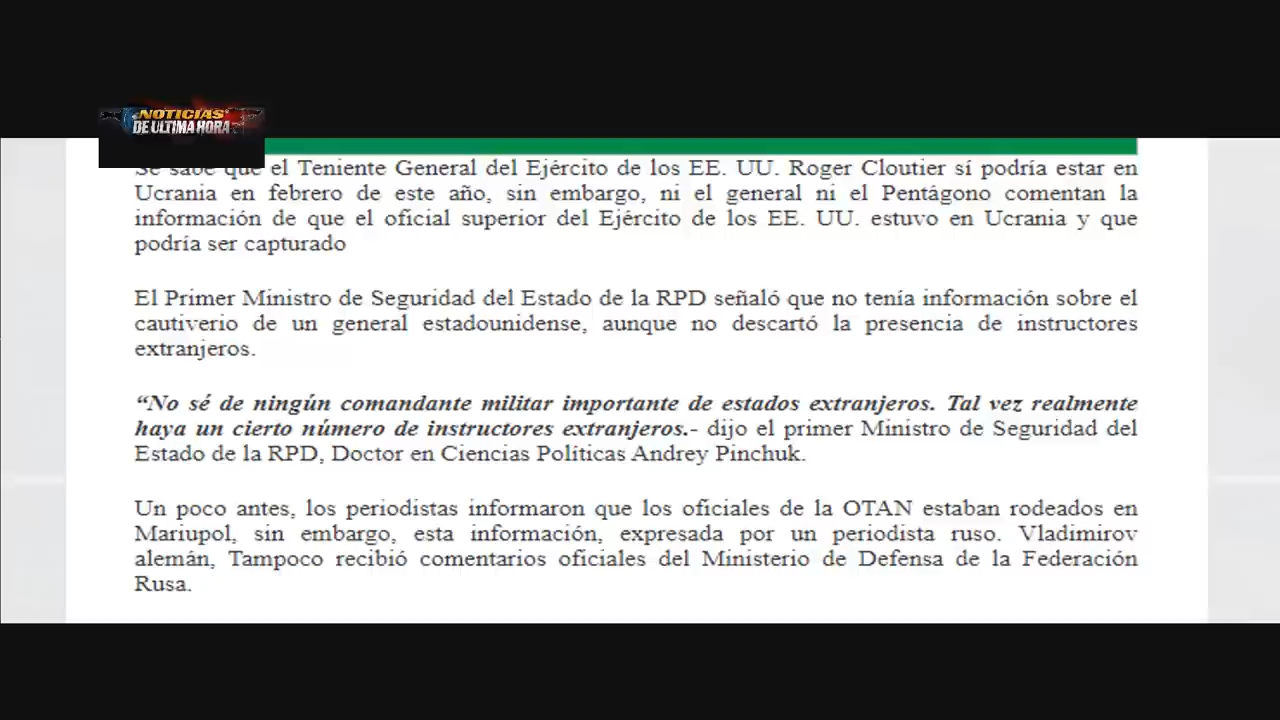 NOTICIAS
DE ULTIMA HORA
Se sabe que el Teniente General del Ejército de los EE. UU. Roger Cloutier sí podría estar en
Ucrania en febrero de este año, sin embargo, ni el general ni el Pentágono comentan la
información de que el oficial superior del Ejército de los EE. UU. estuvo en Ucrania y que
podría ser capturado
El Primer Ministro de Seguridad del Estado de la RPD señaló que no tenía información sobre el
cautiverio de un general estadounidense, aunque no descartó la presencia de instructores
extranjeros.
“No sé de ningún comandante militar importante de estados extranjeros. Tal vez realmente
haya un cierto número de instructores extranjeros.- dijo el primer Ministro de Seguridad del
Estado de la RPD, Doctor en Ciencias Políticas Andrey Pinchuk.
Un poco antes, los periodistas informaron que los oficiales de la OTAN estaban rodeados en
Mariupol, sin embargo, esta información, expresada por un periodista ruso. Vladimirov
alemán, Tampoco recibió comentarios oficiales del Ministerio de Defensa de la Federación
Rusa.